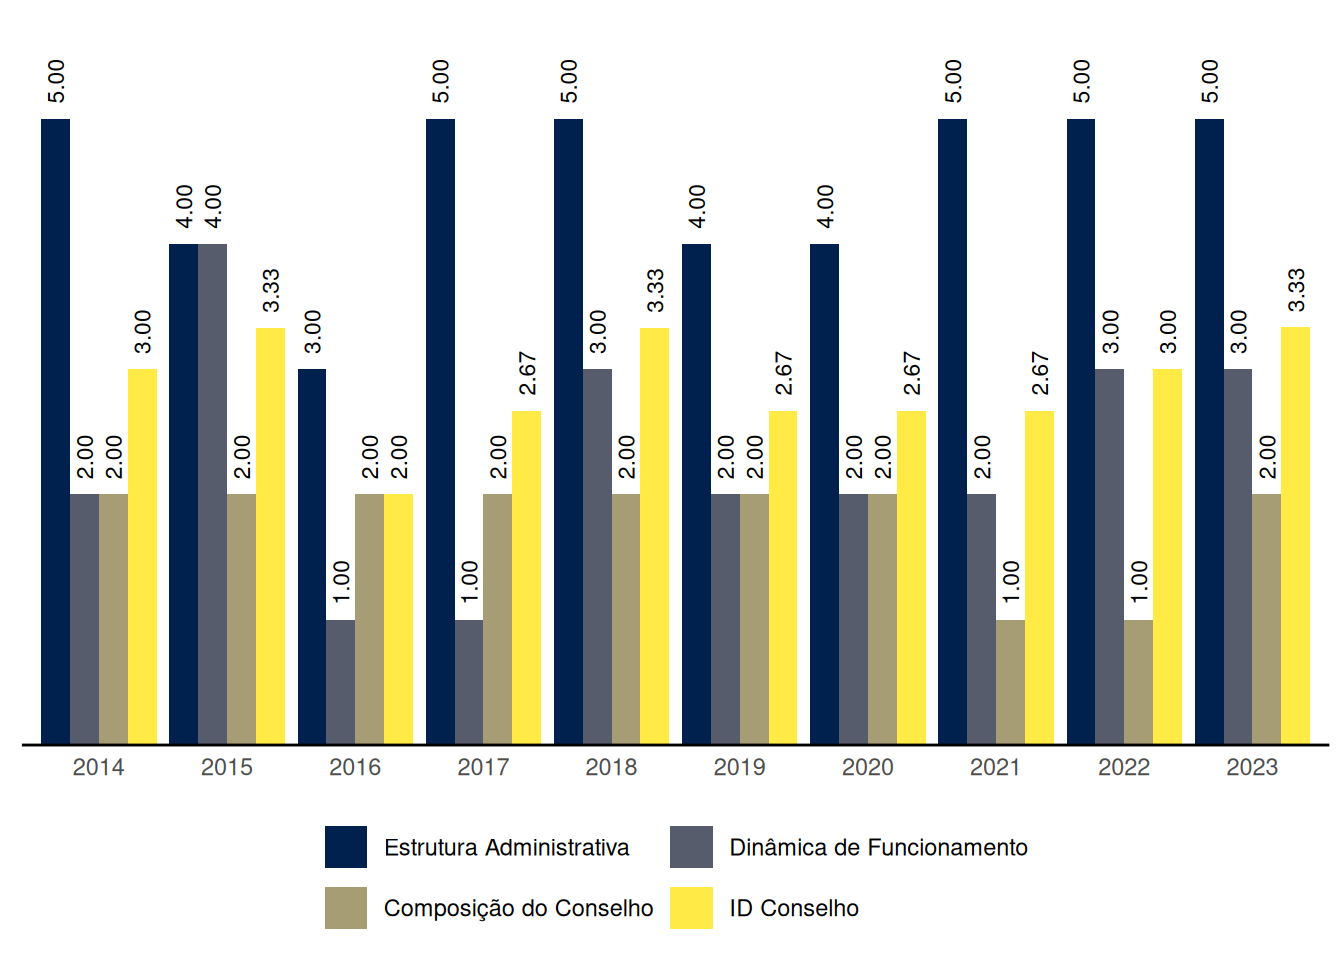 5.00 2.00 2.00 3.00 4.00 4.00 2.00 3.33 3.00 1.00 2.00 2.00 5.00 1.00 2.00 2.67 5.00 3.00 2.00 3.33 4.00 2.00 2.00 2.67 4.00 2.00 2.00 2.67 5.00 2.00 1.00 2.67 5.00 3.00 1.00 3.00 5.00 3.00 2.00 3.33
2014 2015 2016 2017 2018 2019 2020 2021 2022 2023
Estrutura Administrativa Dinâmica de Funcionamento
Composição do Conselho ID Conselho